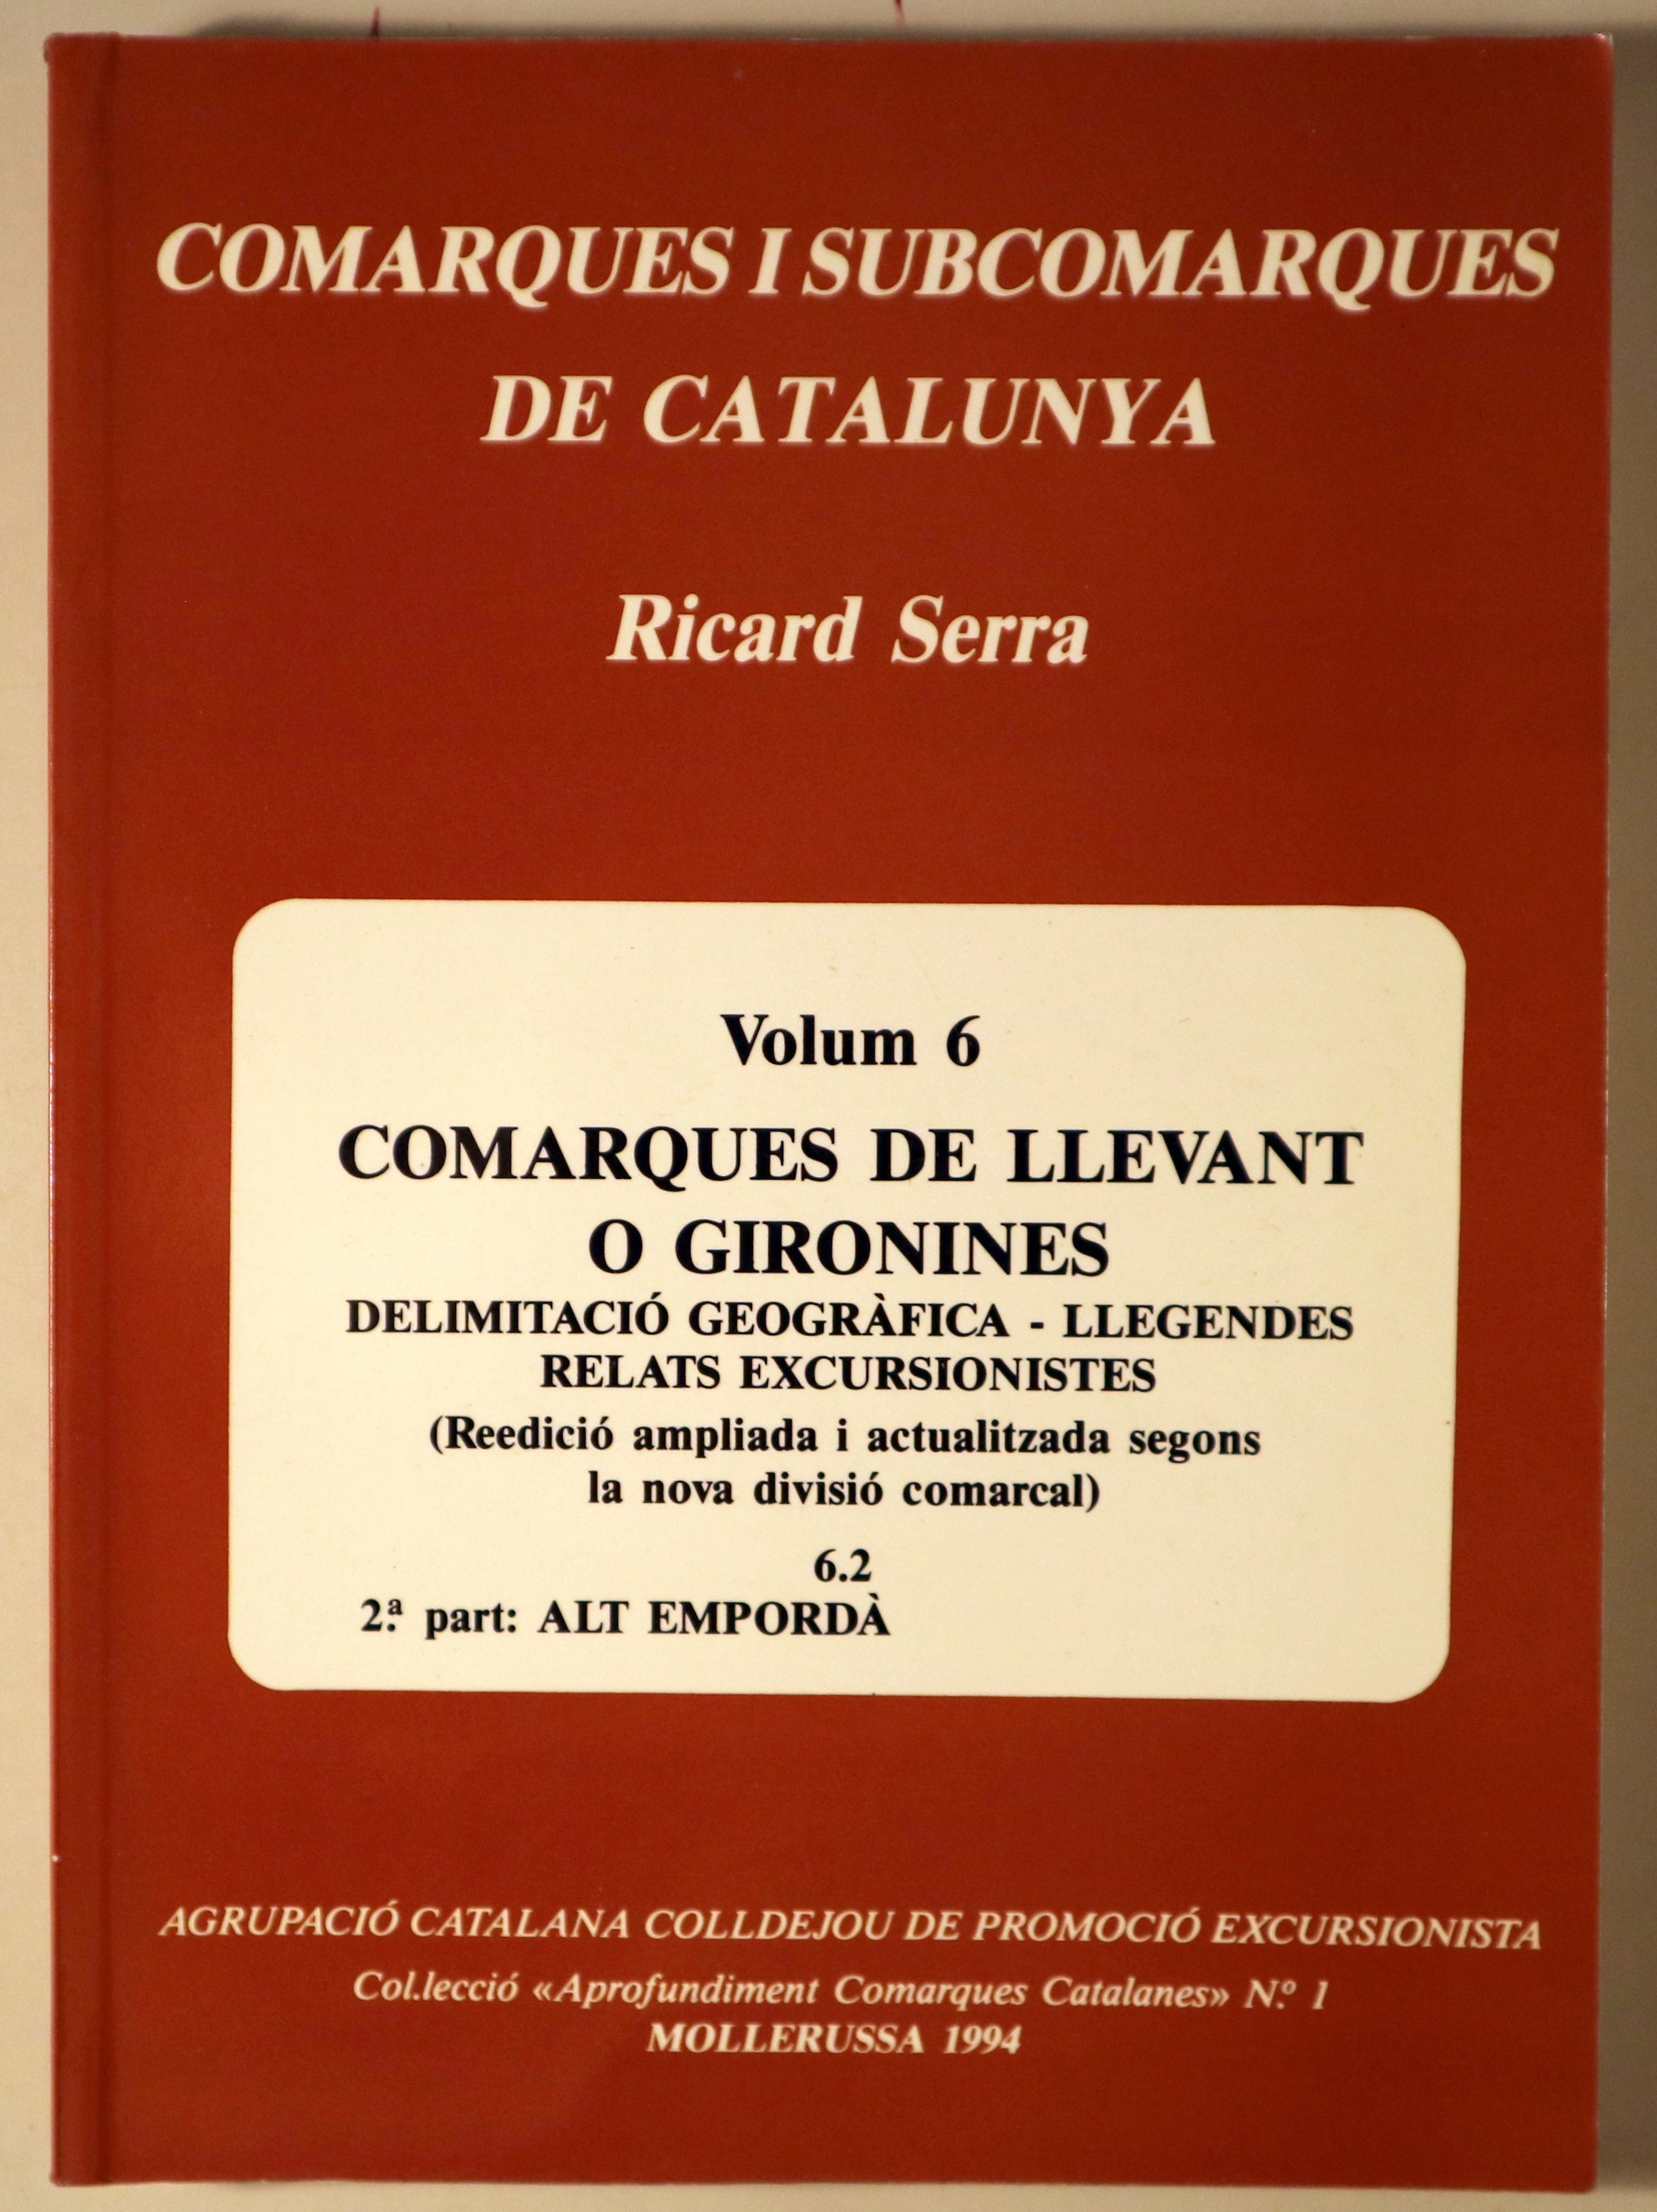 COMARQUES I SUBCOMARQUES
DE CATALUNYA
Ricard Serra
Volum 6
COMARQUES DE LLEVANT
O GIRONINES
DELIMITACIÓ GEOGRÀFICA - LLEGENDES
RELATS EXCURSIONISTES
(Reedició ampliada i actualitzada segons
la nova divisió comarcal)
6.2
2.ª part: ALT EMPORDÀ
AGRUPACIÓ CATALANA COLLDEJOU DE PROMOCIÓ EXCURSIONISTA
Col.lecció «Aprofundiment Comarques Catalanes» N.º 1
MOLLERUSSA 1994